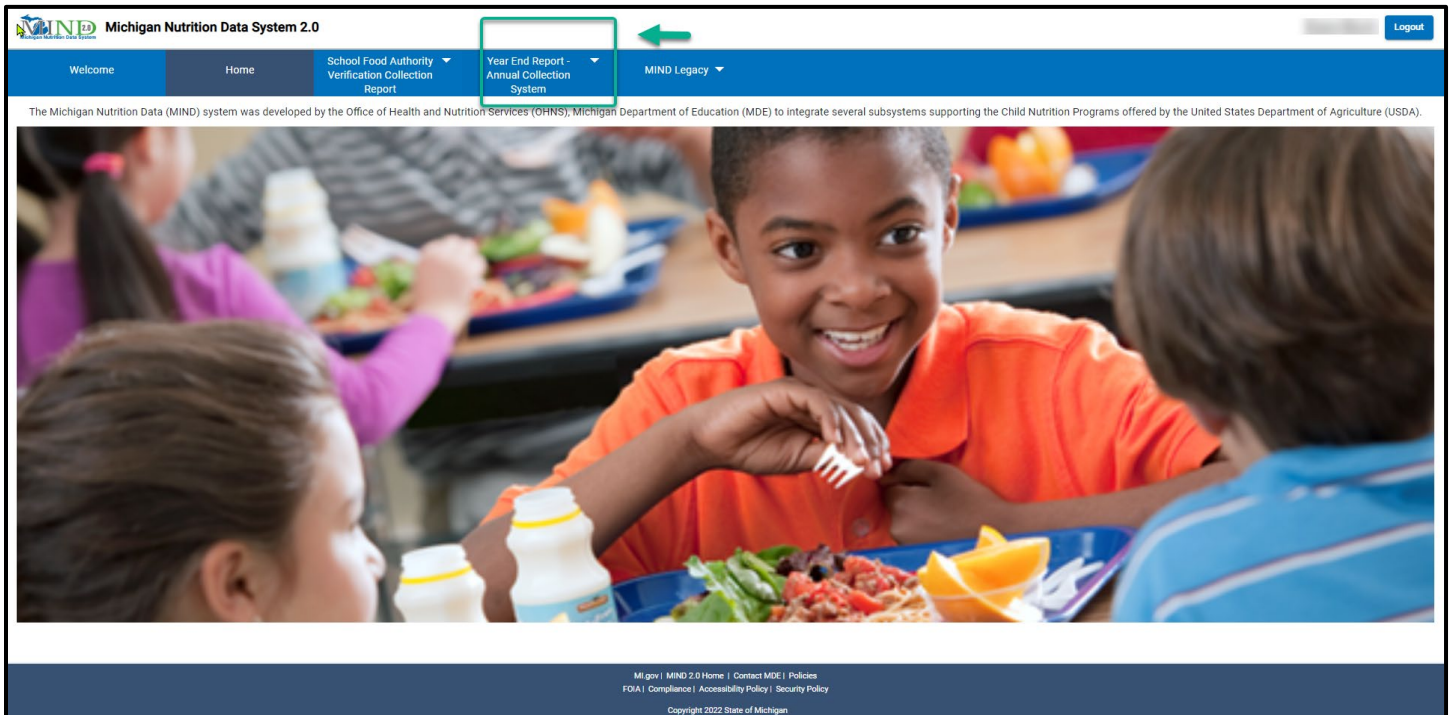 MIND 2.0
Michigan Nutrition Data System
Michigan Nutrition Data System 2.0
Logout
Welcome
Home
School Food Authority
Verification Collection
Report
Year End Report -
Annual Collection
System
MIND Legacy
The Michigan Nutrition Data (MIND) system was developed by the Office of Health and Nutrition Services (OHNS), Michigan Department of Education (MDE) to integrate several subsystems supporting the Child Nutrition Programs offered by the United States Department of Agriculture (USDA).
MI.gov | MIND 2.0 Home | Contact MDE | Policies
FOIA | Compliance | Accessibility Policy | Security Policy
Copyright 2022 State of Michigan